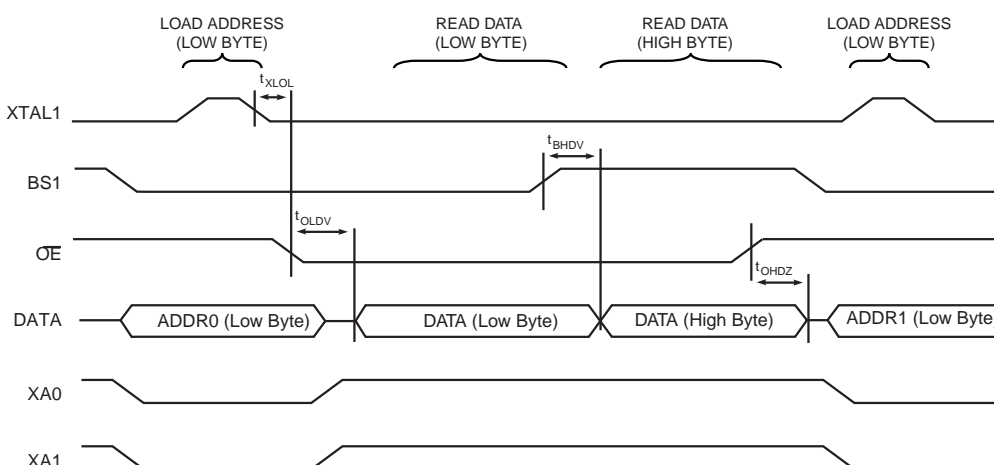 LOAD ADDRESS
(LOW BYTE)
READ DATA
(LOW BYTE)
READ DATA
(HIGH BYTE)
LOAD ADDRESS
(LOW BYTE)
tXLOL
XTAL1
tBHDV
BS1
tOLDV
OE
tOHDZ
DATA
ADDR0 (Low Byte)
DATA (Low Byte)
DATA (High Byte)
ADDR1 (Low Byte
XA0
XA1